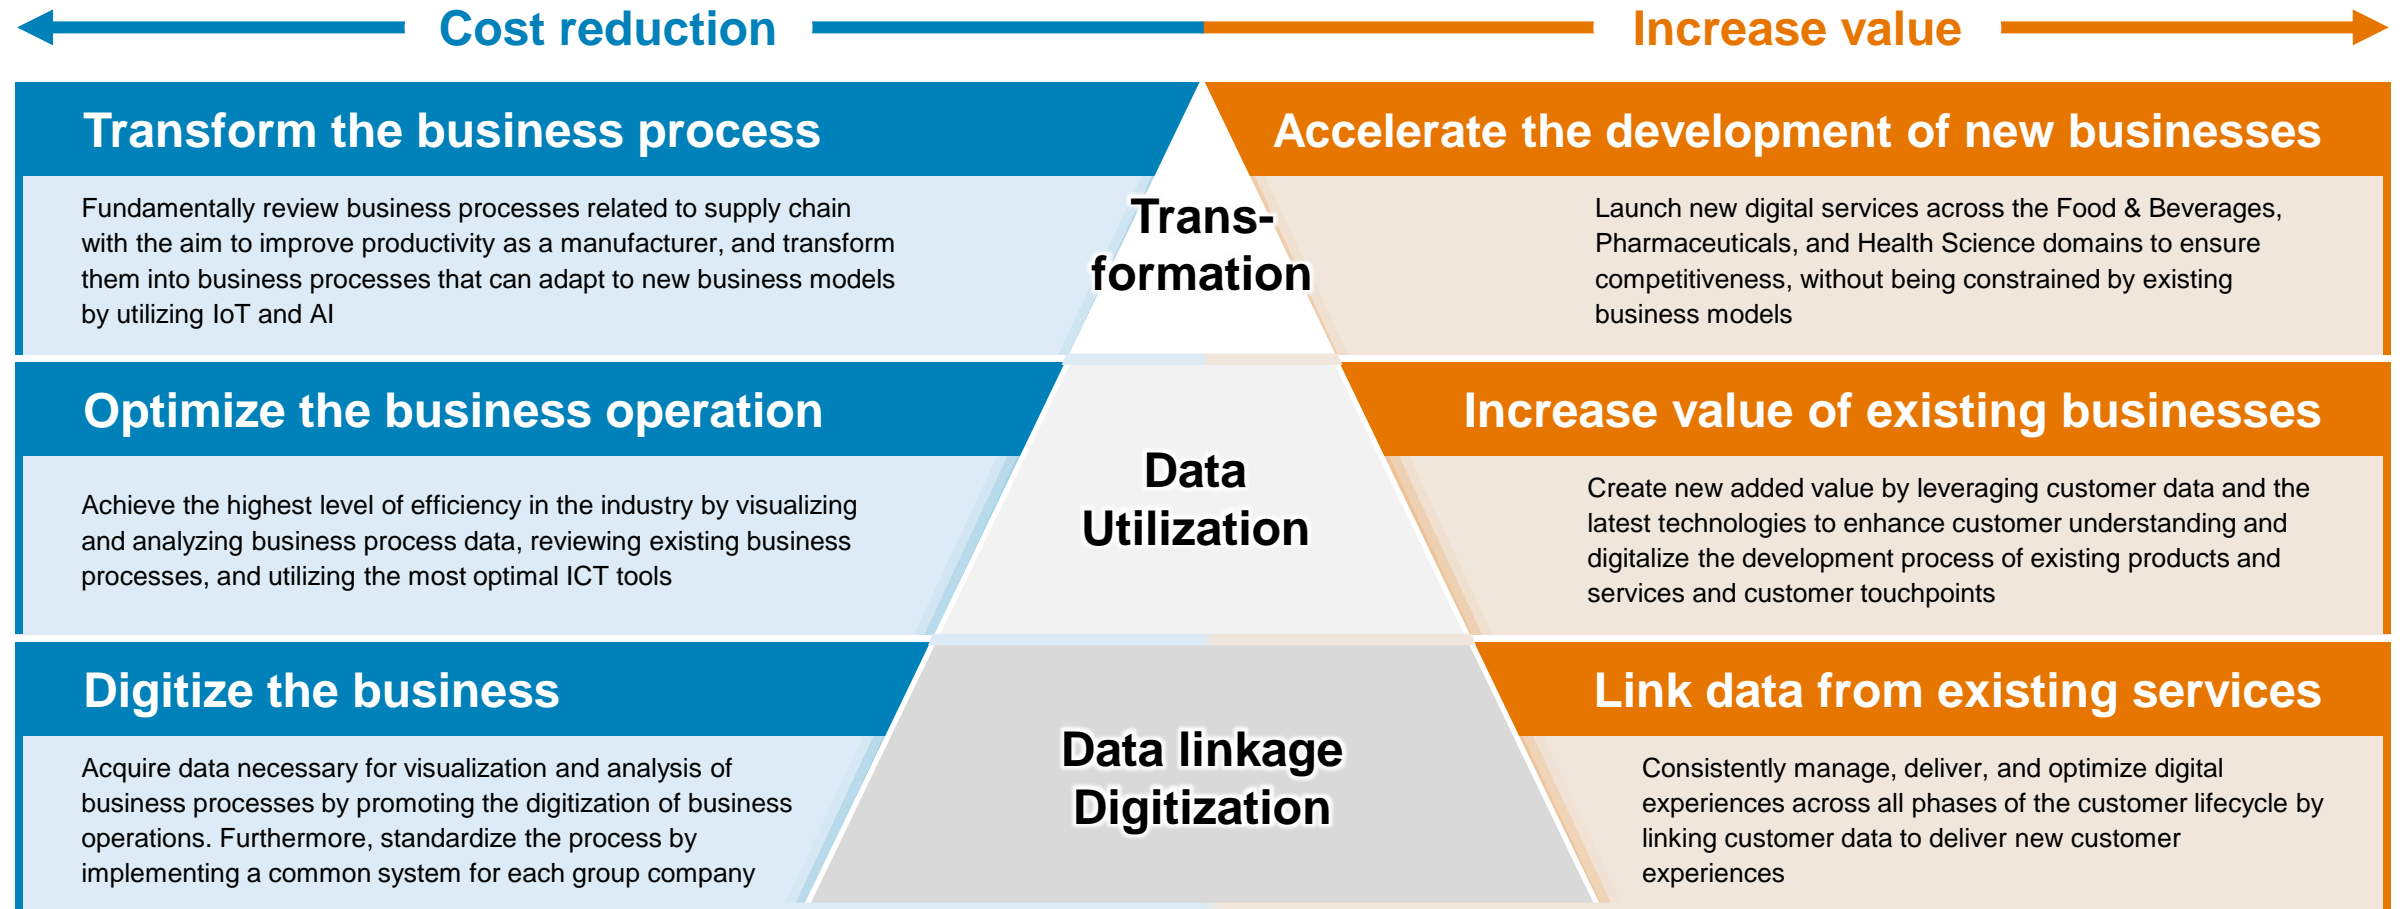 Cost reduction
Increase value
Transform the business process
Fundamentally review business processes related to supply chain
with the aim to improve productivity as a manufacturer, and transform
them into business processes that can adapt to new business models
by utilizing IoT and AI
Trans-
formation
Accelerate the development of new businesses
Launch new digital services across the Food & Beverages,
Pharmaceuticals, and Health Science domains to ensure
competitiveness, without being constrained by existing
business models
Optimize the business operation
Achieve the highest level of efficiency in the industry by visualizing
and analyzing business process data, reviewing existing business
processes, and utilizing the most optimal ICT tools
Data
Utilization
Increase value of existing businesses
Create new added value by leveraging customer data and the
latest technologies to enhance customer understanding and
digitalize the development process of existing products and
services and customer touchpoints
Digitize the business
Acquire data necessary for visualization and analysis of
business processes by promoting the digitization of business
operations. Furthermore, standardize the process by
implementing a common system for each group company
Data linkage
Digitization
Link data from existing services
Consistently manage, deliver, and optimize digital
experiences across all phases of the customer lifecycle by
linking customer data to deliver new customer
experiences